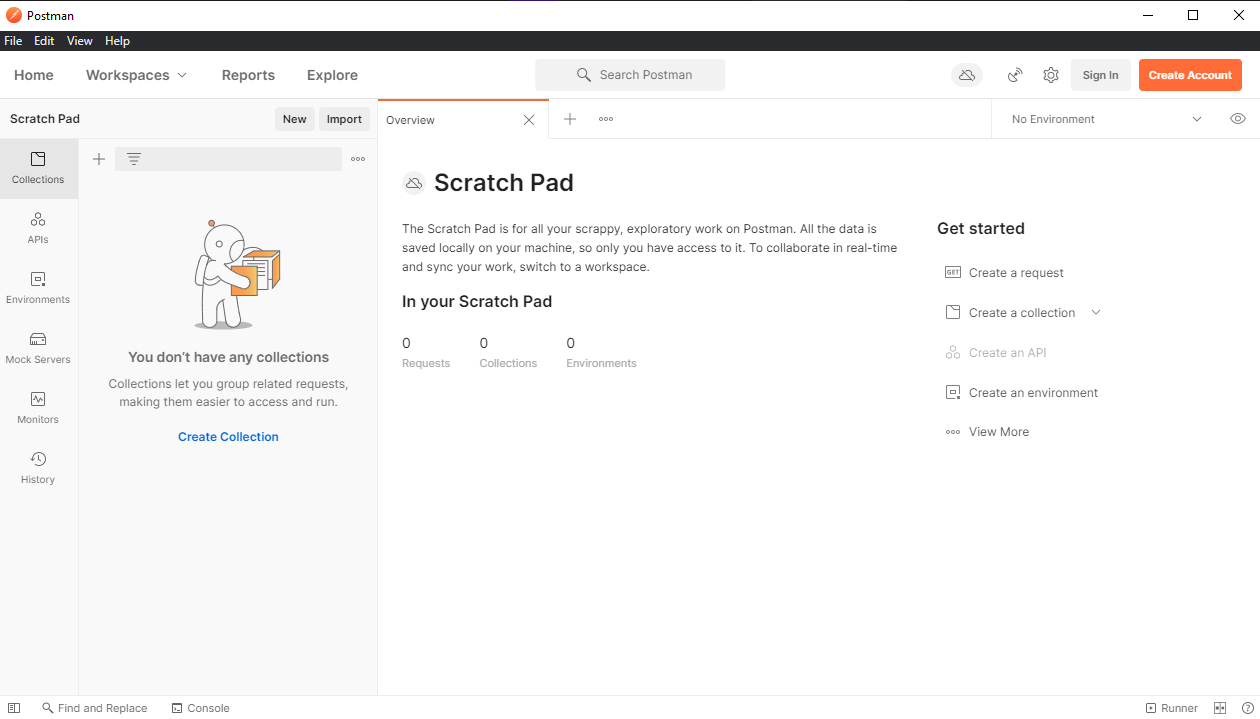 Postman
File Edit View Help
Home Workspaces Reports Explore Search Postman Sign In Create Account
Scratch Pad New Import Overview No Environment
Collections
APIs
Environments
Mock Servers
Monitors
History
You don't have any collections
Collections let you group related requests,
making them easier to access and run.
Create Collection
Scratch Pad
The Scratch Pad is for all your scrappy, exploratory work on Postman. All the data is
saved locally on your machine, so only you have access to it. To collaborate in real-time
and sync your work, switch to a workspace.
In your Scratch Pad
0 0 0
Requests Collections Environments
Get started
GET Create a request
Create a collection
Create an API
Create an environment
View More
Find and Replace Console Runner